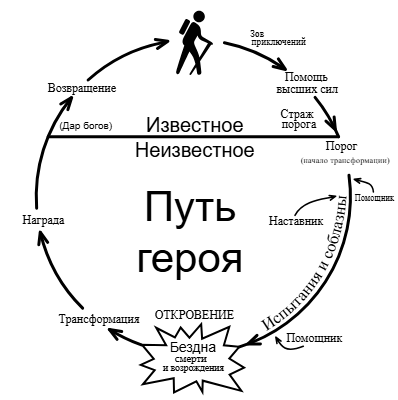 Зов
приключений
Помощь
высших сил
Возвращение
Страж
порога
(Дар богов)
Известное
Неизвестное
Порог
(начало трансформации)
Помощник
Наставник
Испытания и соблазны
Путь
героя
Награда
Помощник
Трансформация
ОТКРОВЕНИЕ
Бездна
смерти
и возрождения